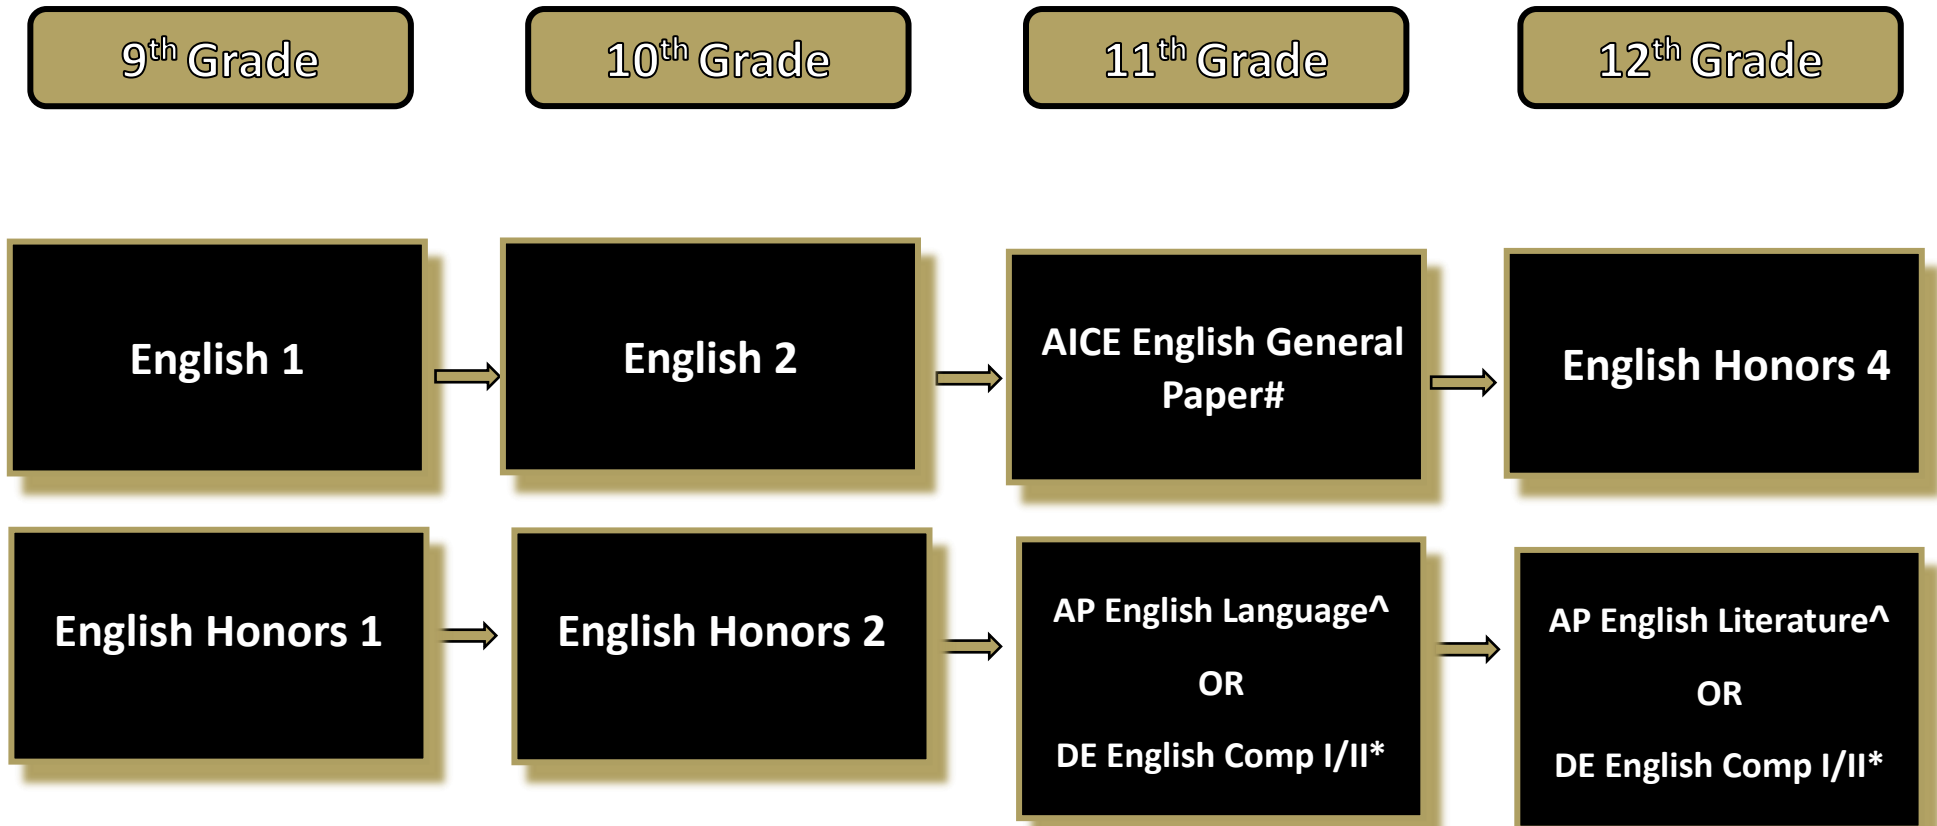 9th Grade
10th Grade
11th Grade
12th Grade
English 1
English 2
AICE English General
Paper#
English Honors 4
English Honors 1
English Honors 2
AP English Language^
OR
DE English Comp I/II*
AP English Literature^
OR
DE English Comp I/II*